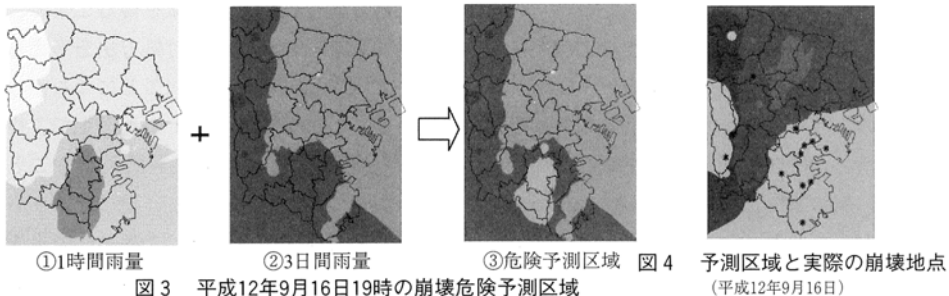 +
①1時間雨量
②3日間雨量
③危険予測区域
図3 平成12年9月16日19時の崩壊危険予測区域
図4 予測区域と実際の崩壊地点
(平成12年9月16日)